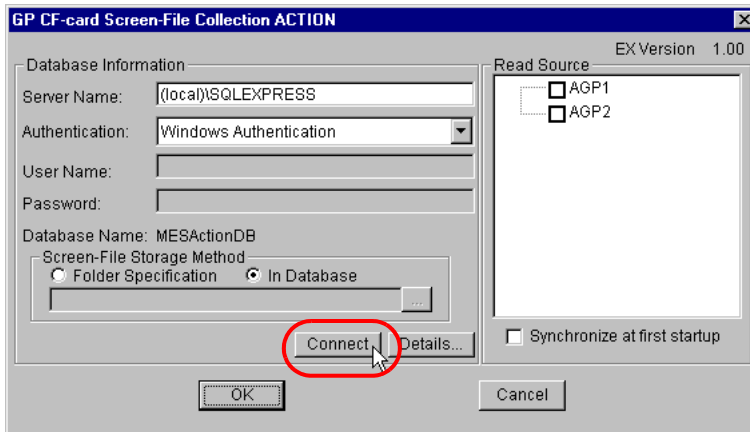 GP CF-card Screen-File Collection ACTION
EX Version 1.00
Database Information
Server Name: (local)\SQLEXPRESS
Authentication: Windows Authentication
User Name:
Password:
Database Name: MESActionDB
Screen-File Storage Method
Folder Specification In Database
...
Connect Details...
Read Source
AGP1
AGP2
Synchronize at first startup
OK Cancel